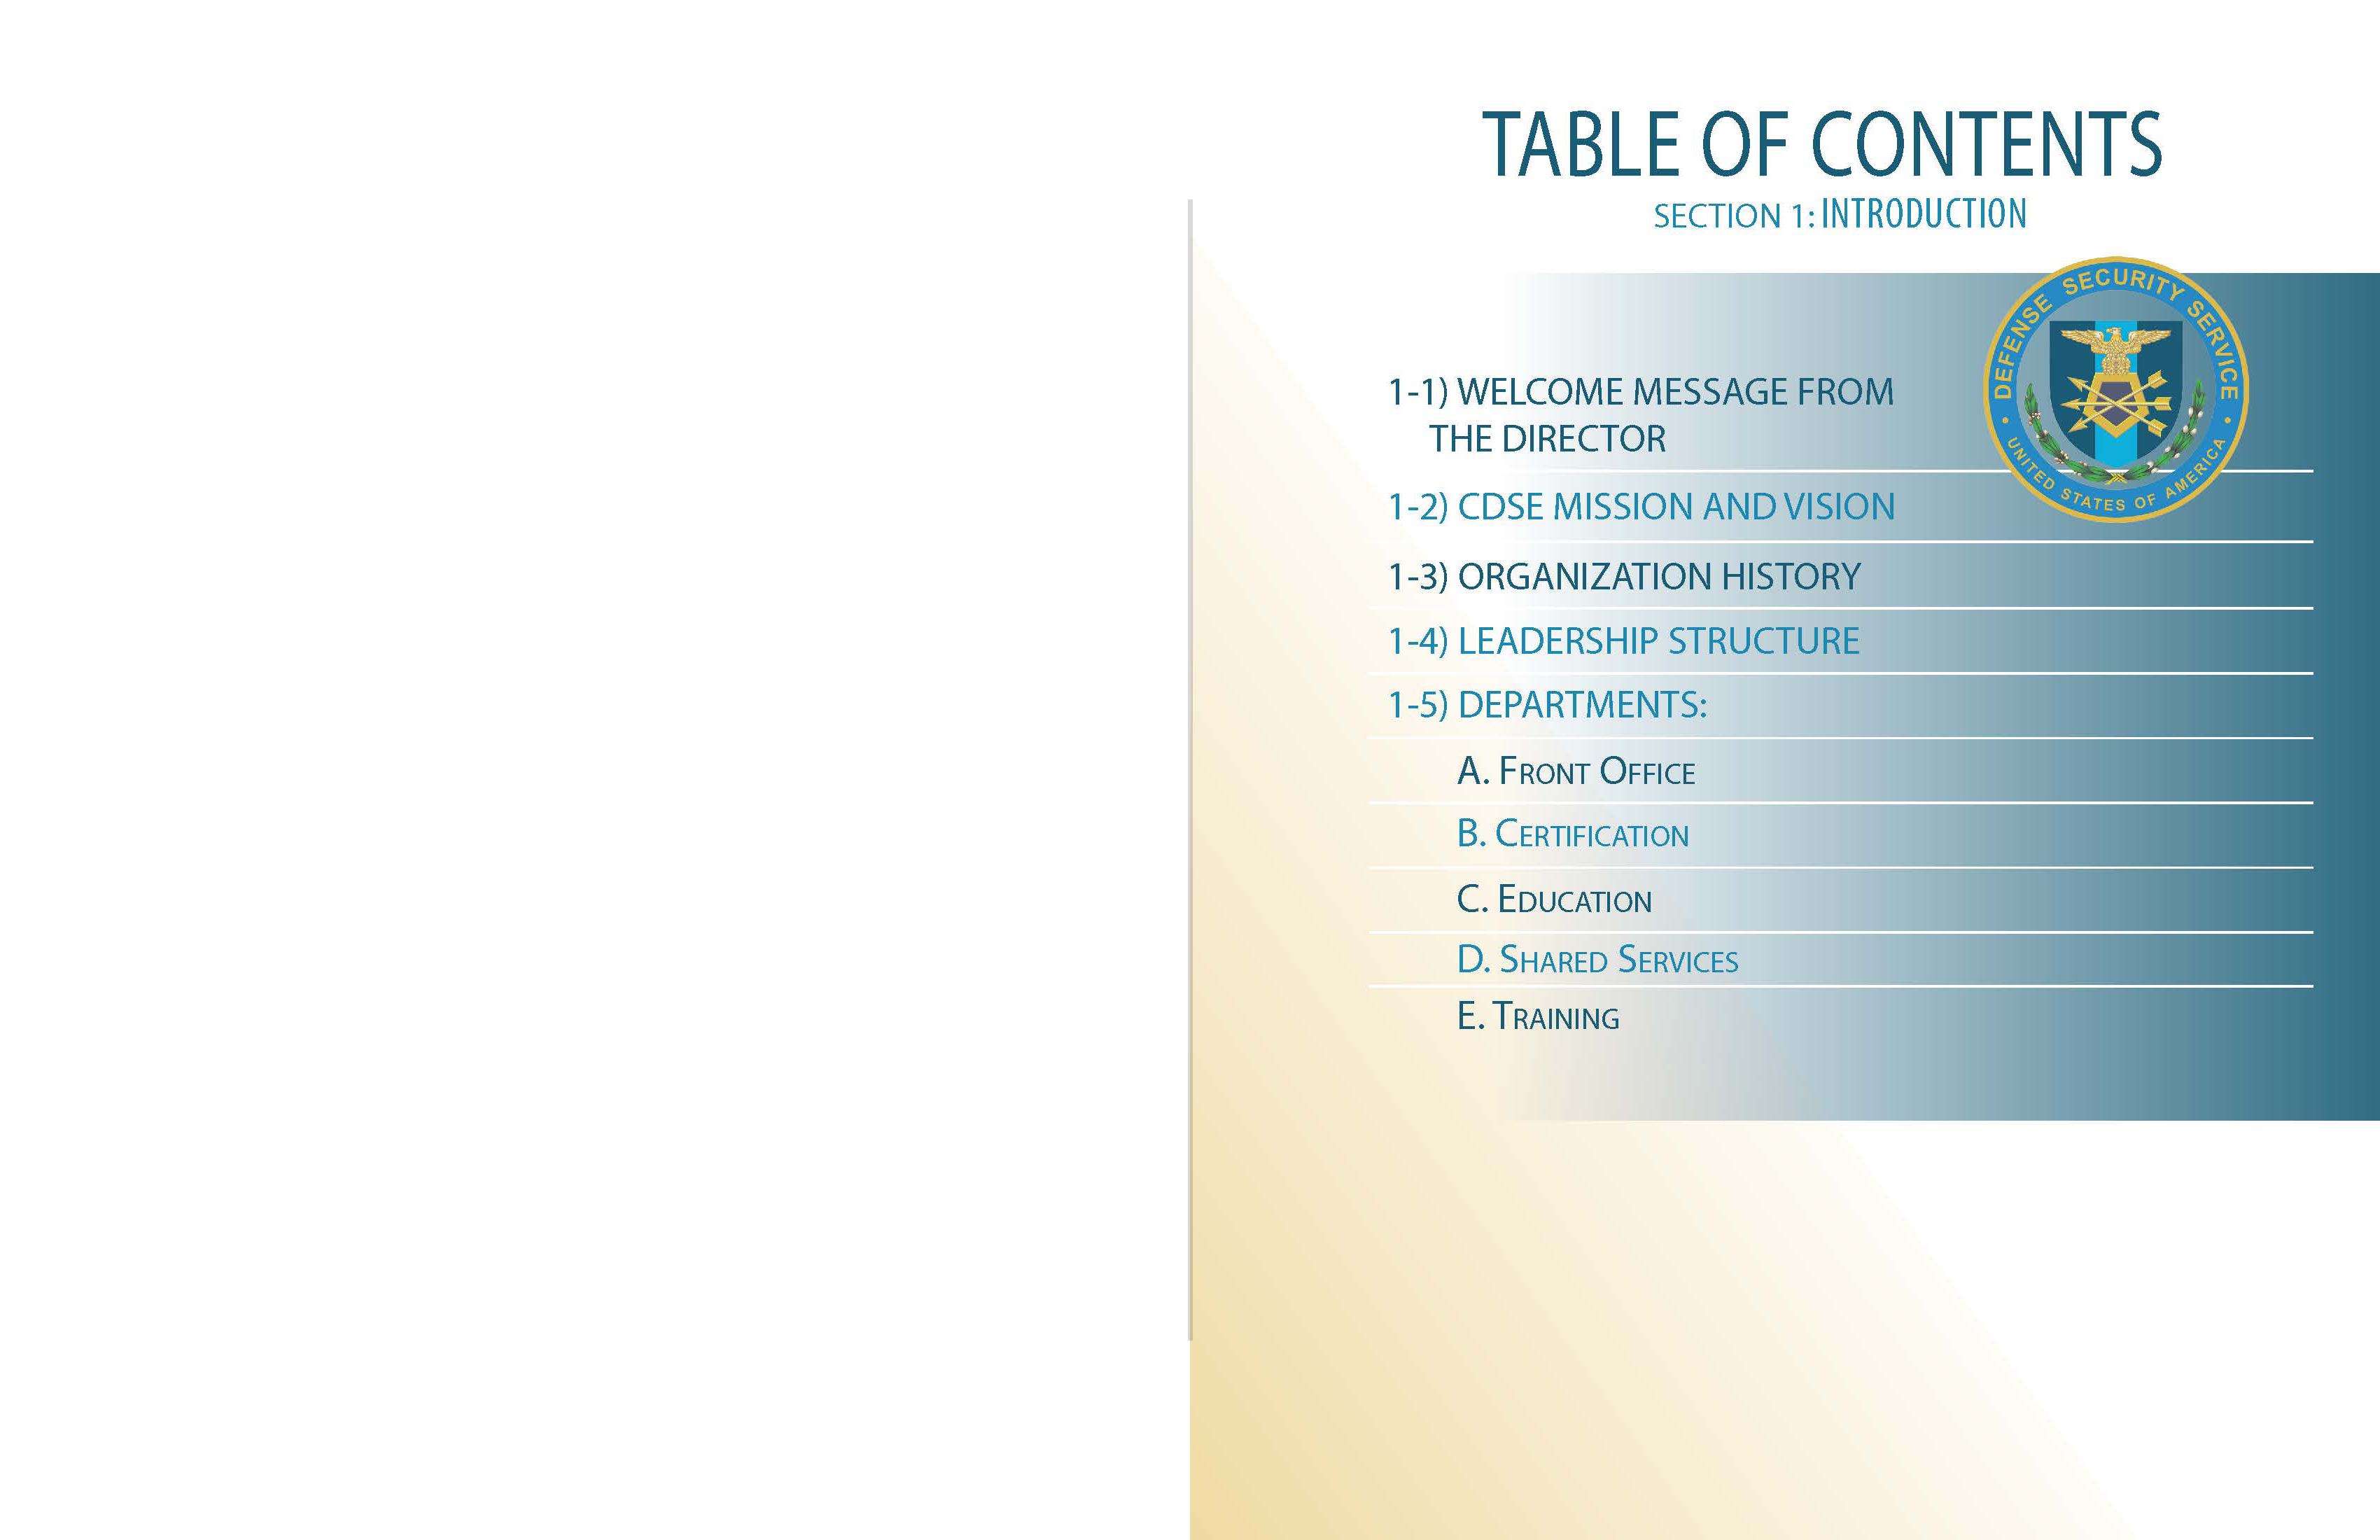 TABLE OF CONTENTS
SECTION 1: INTRODUCTION
DEFENSE SECURITY SERVICE
UNITED STATES OF AMERICA
1-1) WELCOME MESSAGE FROM
THE DIRECTOR
1-2) CDSE MISSION AND VISION
1-3) ORGANIZATION HISTORY
1-4) LEADERSHIP STRUCTURE
1-5) DEPARTMENTS:
A. Front Office
B. Certification
C. Education
D. Shared Services
E. Training